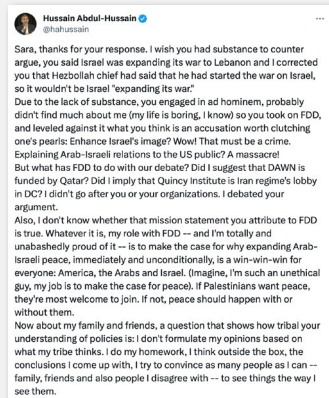 Hussain Abdul-Hussain
@hahussain
Sara, thanks for your response. I wish you had substance to counter
argue, you said Israel was expanding its war to Lebanon and I corrected
you that Hezbollah chief had said that he had started the war on Israel,
so it wouldn't be Israel "expanding its war."
Due to the lack of substance, you engaged in ad hominem, probably
didn't find much about me (my life is boring, I know) so you took on FDD,
and leveled against it what you think is an accusation worth clutching
one's pearls: Enhance Israel's image? Wow! That must be a crime.
Explaining Arab-Israeli relations to the US public? A massacre!
But what has FDD to do with our debate? Did I suggest that DAWN is
funded by Qatar? Did I imply that Quincy Institute is Iran regime's lobby
in DC? I didn't go after you or your organizations. I debated your
argument.
Also, I don't know whether that mission statement you attribute to FDD
is true. Whatever it is, my role with FDD -- and I'm totally and
unabashedly proud of it -- is to make the case for why expanding Arab-
Israeli peace, immediately and unconditionally, is a win-win-win for
everyone: America, the Arabs and Israel. (Imagine, I'm such an unethical
guy, my job is to make the case for peace). If Palestinians want peace,
they're most welcome to join. If not, peace should happen with or
without them.
Now about my family and friends, a question that shows how tribal your
understanding of policies is: I don't formulate my opinions based on
what my tribe thinks. I do my homework, I think outside the box, the
conclusions I come up with, I try to convince as many people as I can --
family, friends and also people I disagree with -- to see things the way I
see them.